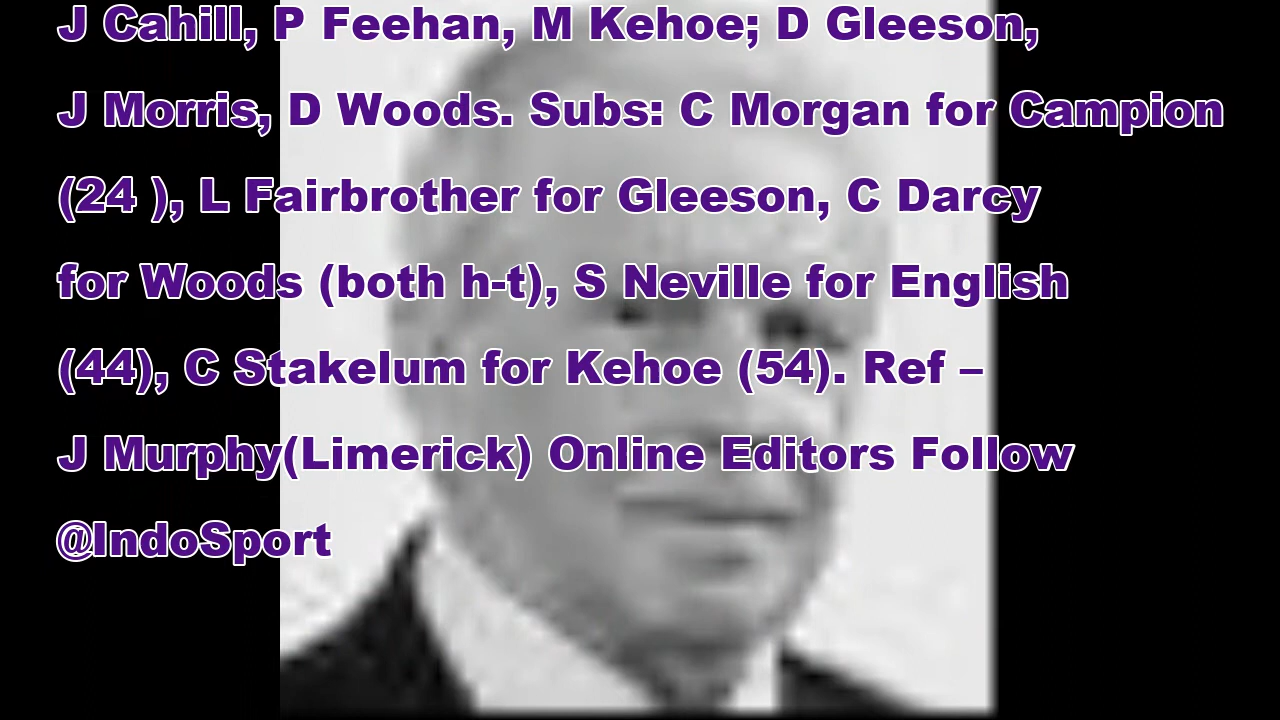 J Cahill, P Feehan, M Kehoe; D Gleeson,
J Morris, D Woods. Subs: C Morgan for Campion
(24 ), L Fairbrother for Gleeson, C Darcy
for Woods (both h-t), S Neville for English
(44), C Stakelum for Kehoe (54). Ref –
J Murphy(Limerick) Online Editors Follow
@IndoSport